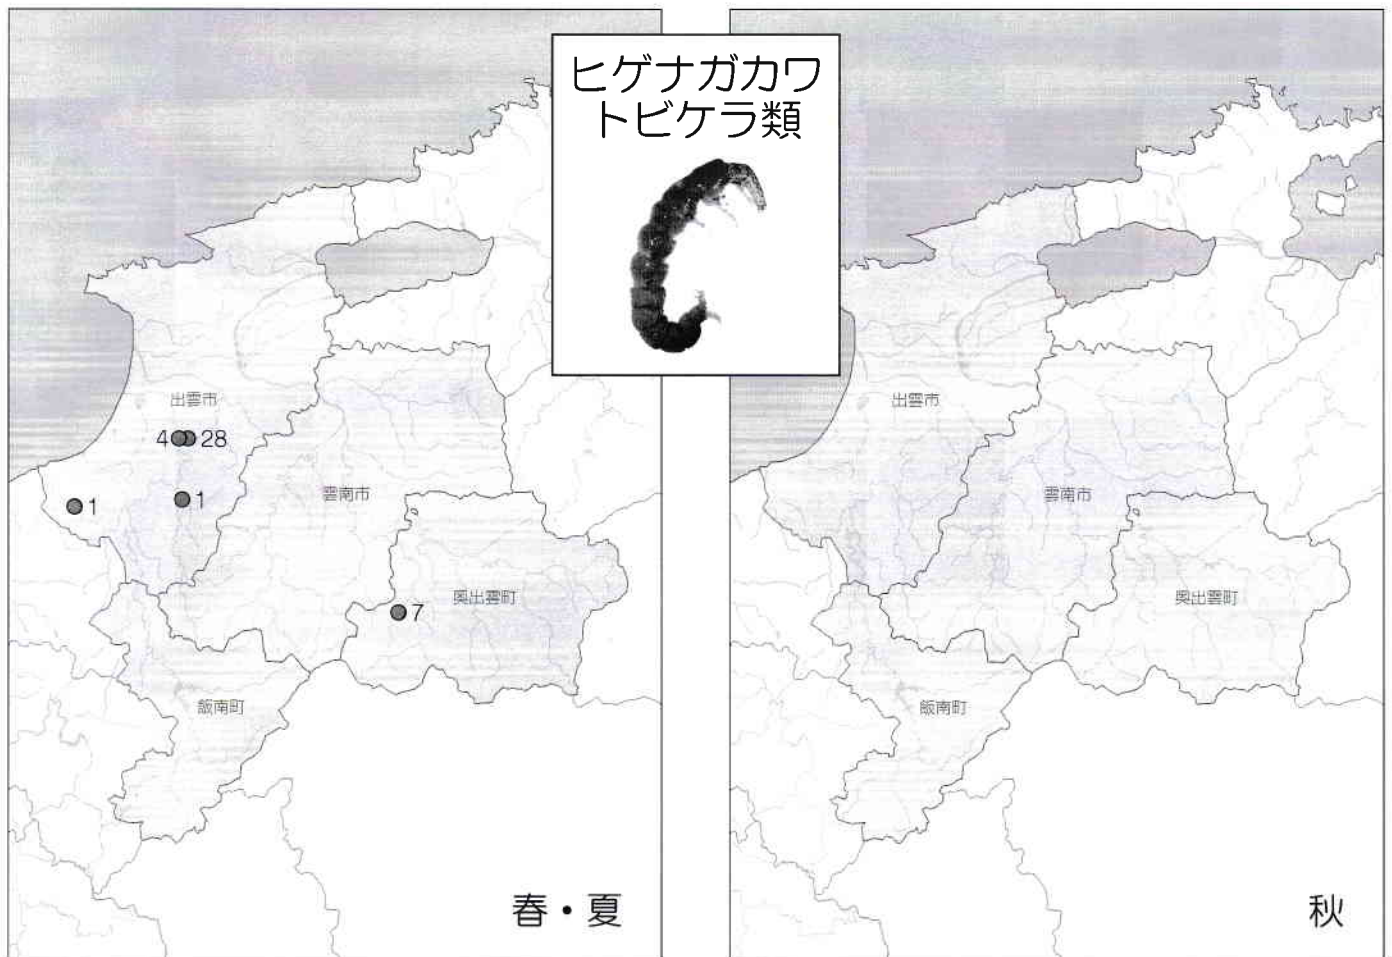 ヒゲナガカワ
トビケラ類
出雲市
4 28
1
1
雲南市
奥出雲町
7
飯南町
春・夏
出雲市
雲南市
奥出雲町
飯南町
秋